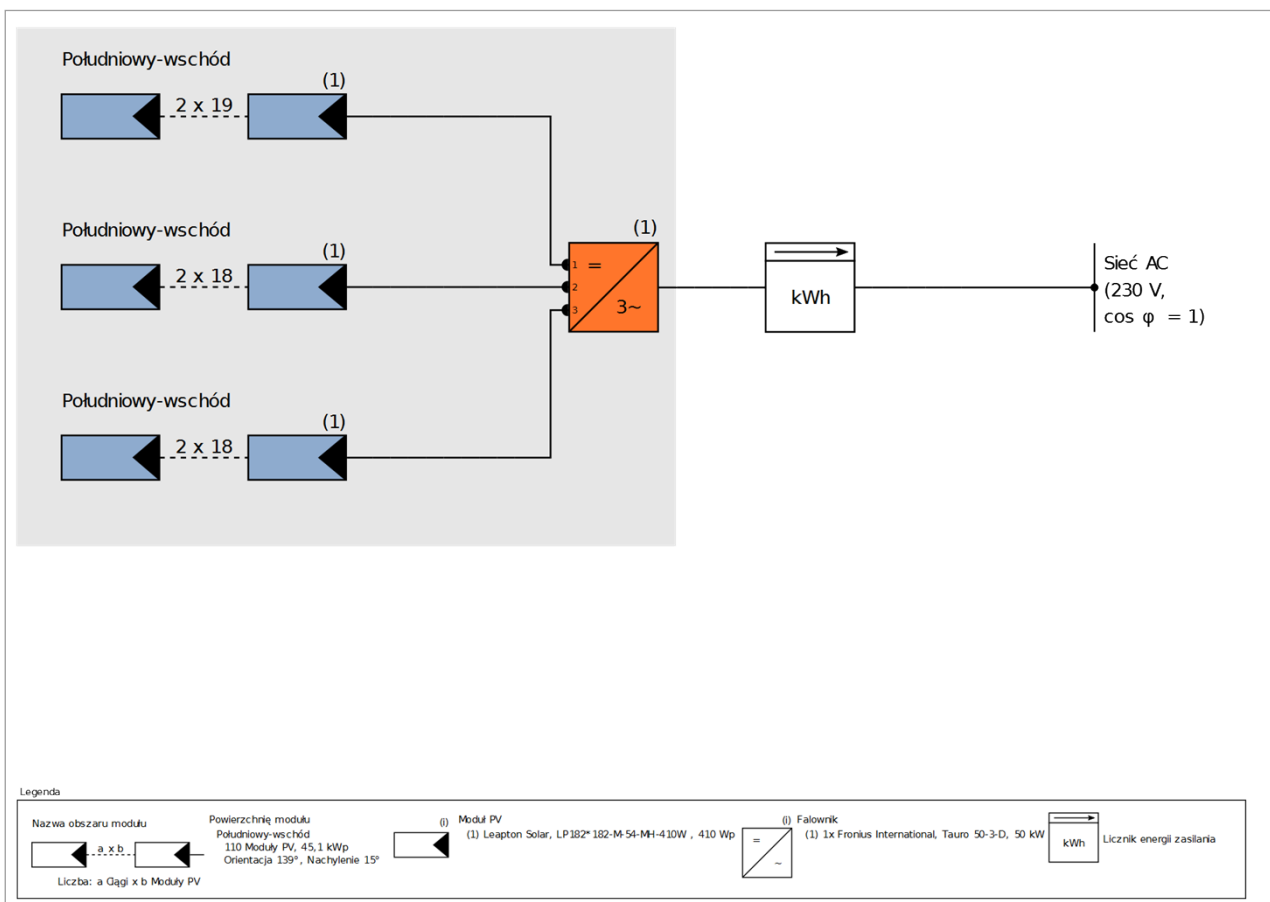 Południowy-wschód
(1)
2 x 19
Południowy-wschód
(1)
2 x 18
(1)
1 =
2
3
3~
kWh
Sieć AC
(230 V,
cos φ = 1)
Południowy-wschód
(1)
2 x 18
Legenda
Nazwa obszaru modułu
a x b
Liczba: a Ciągi x b Moduły PV
Powierzchnię modułu
Południowy-wschód
110 Moduły PV, 45,1 kWp
Orientacja 139°, Nachylenie 15°
(i) Moduł PV
(1) Leapton Solar, LP182*182-M-54-MH-410W , 410 Wp
(i) Falownik
=
~
(1) 1x Fronius International, Tauro 50-3-D, 50 kW
kWh
Licznik energii zasilania